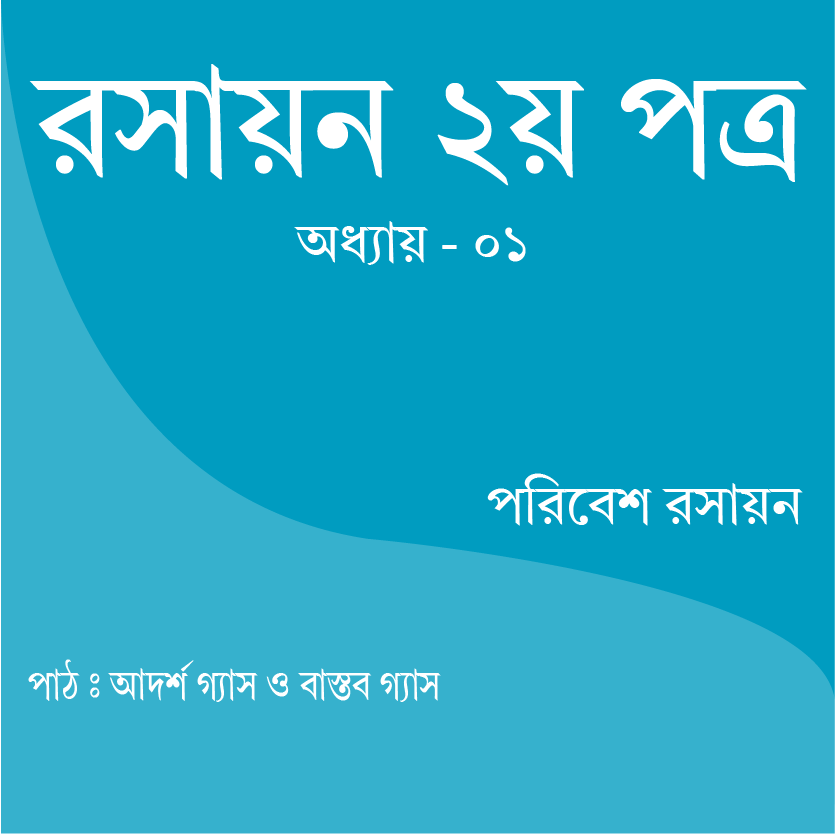 রসায়ন ২য় পত্র
অধ্যায় - ০১
পরিবেশ রসায়ন
পাঠ ঃ আদর্শ গ্যাস ও বাস্তব গ্যাস